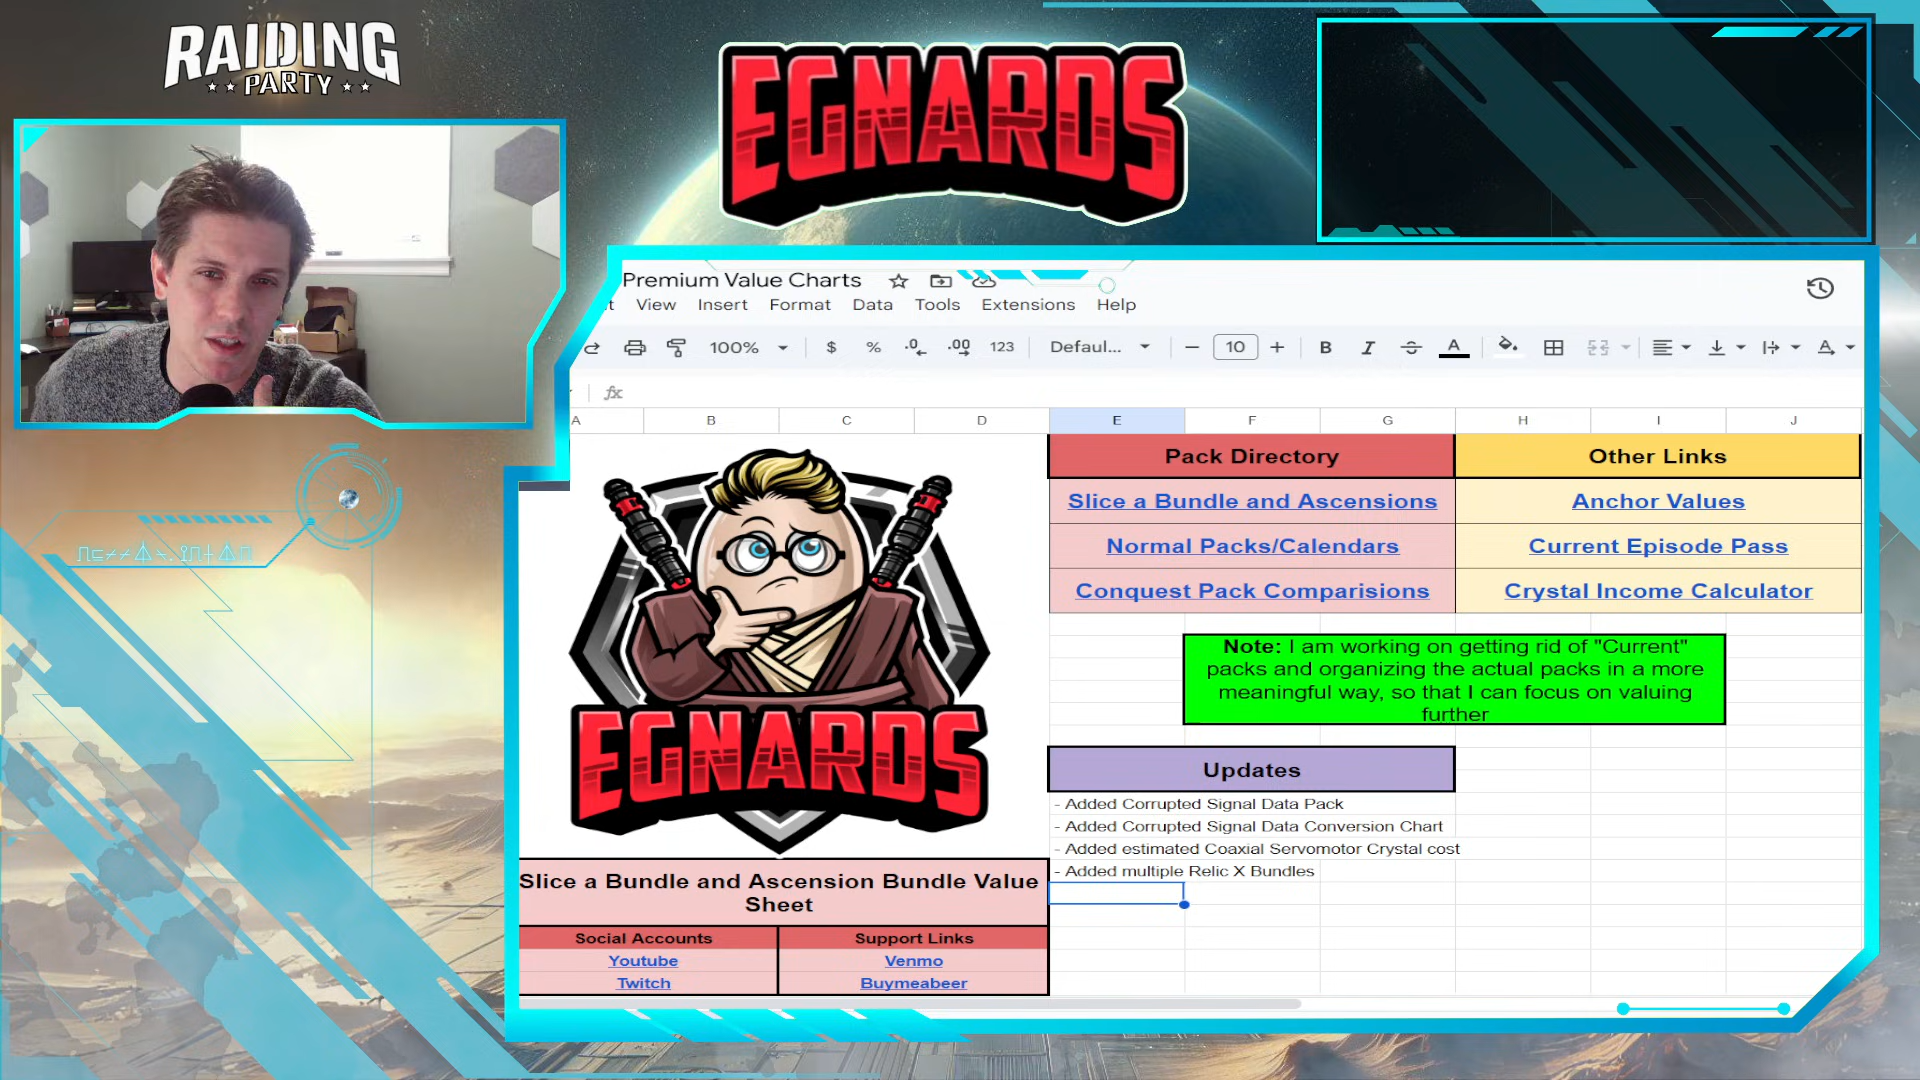 RAIDING
PARTY
EGNARDS
Premium Value Charts
View Insert Format Data Tools Extensions Help
100% $ % .0 .00 123 Defaul... − 10 + B I A
fx
A B C D E F G H I J
Pack Directory Other Links
Slice a Bundle and Ascensions Anchor Values
Normal Packs/Calendars Current Episode Pass
Conquest Pack Comparisions Crystal Income Calculator
Note: I am working on getting rid of "Current"
packs and organizing the actual packs in a more
meaningful way, so that I can focus on valuing
further
EGNARDS
Updates
- Added Corrupted Signal Data Pack
- Added Corrupted Signal Data Conversion Chart
- Added estimated Coaxial Servomotor Crystal cost
- Added multiple Relic X Bundles
Slice a Bundle and Ascension Bundle Value
Sheet
Social Accounts Support Links
Youtube Venmo
Twitch Buymeabeer